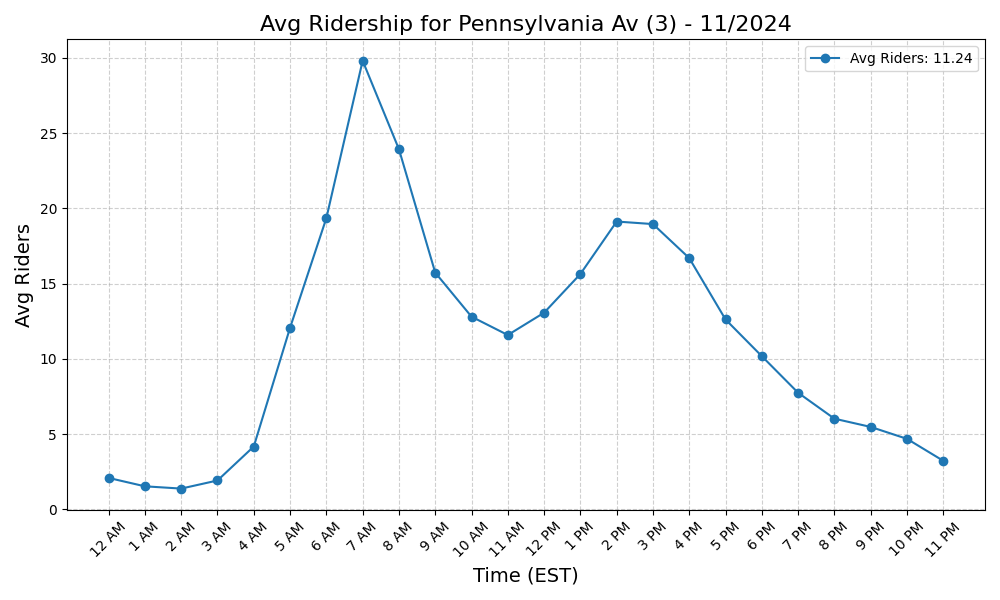 Avg Ridership for Pennsylvania Av (3) - 11/2024
Avg Riders: 11.24
Avg Riders
30
25
20
15
10
5
0
12 AM
1 AM
2 AM
3 AM
4 AM
5 AM
6 AM
7 AM
8 AM
9 AM
10 AM
11 AM
12 PM
1 PM
2 PM
3 PM
4 PM
5 PM
6 PM
7 PM
8 PM
9 PM
10 PM
11 PM
Time (EST)